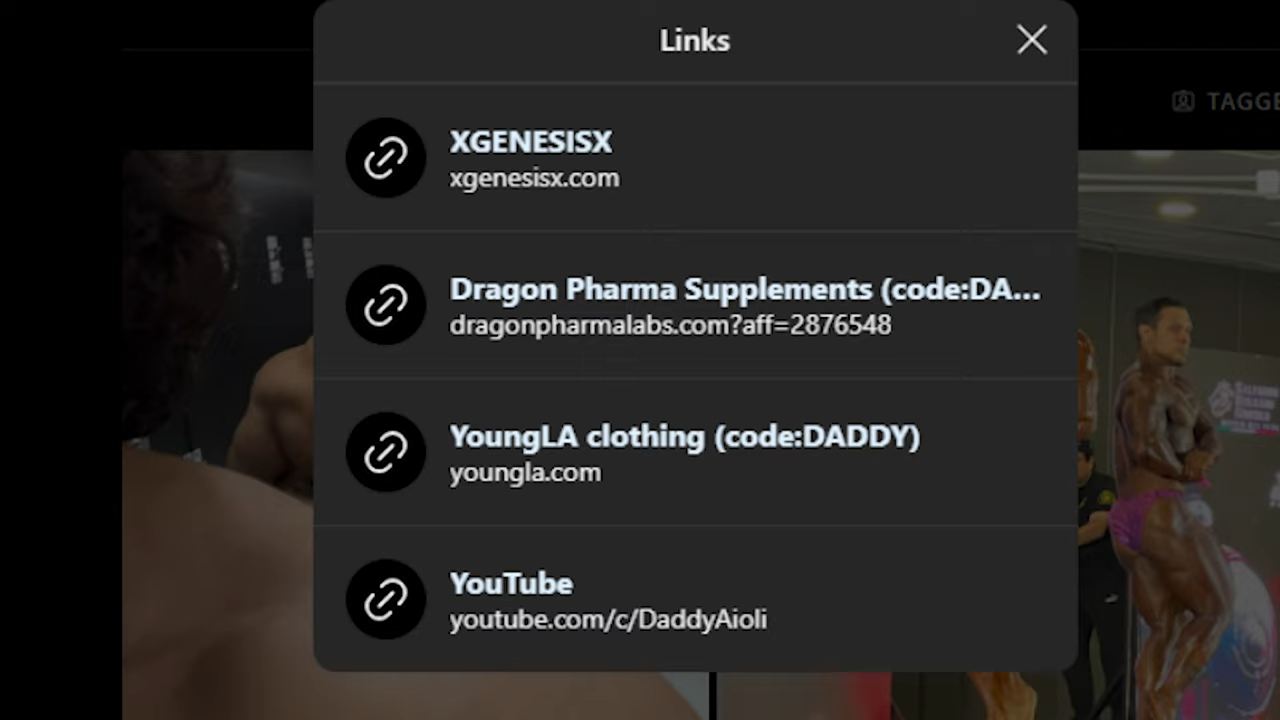 Links
TAGGE
XGENESISX
xgenesisx.com
Dragon Pharma Supplements (code:DA...
dragonpharmalabs.com?aff=2876548
YoungLA clothing (code:DADDY)
youngla.com
YouTube
youtube.com/c/DaddyAioli